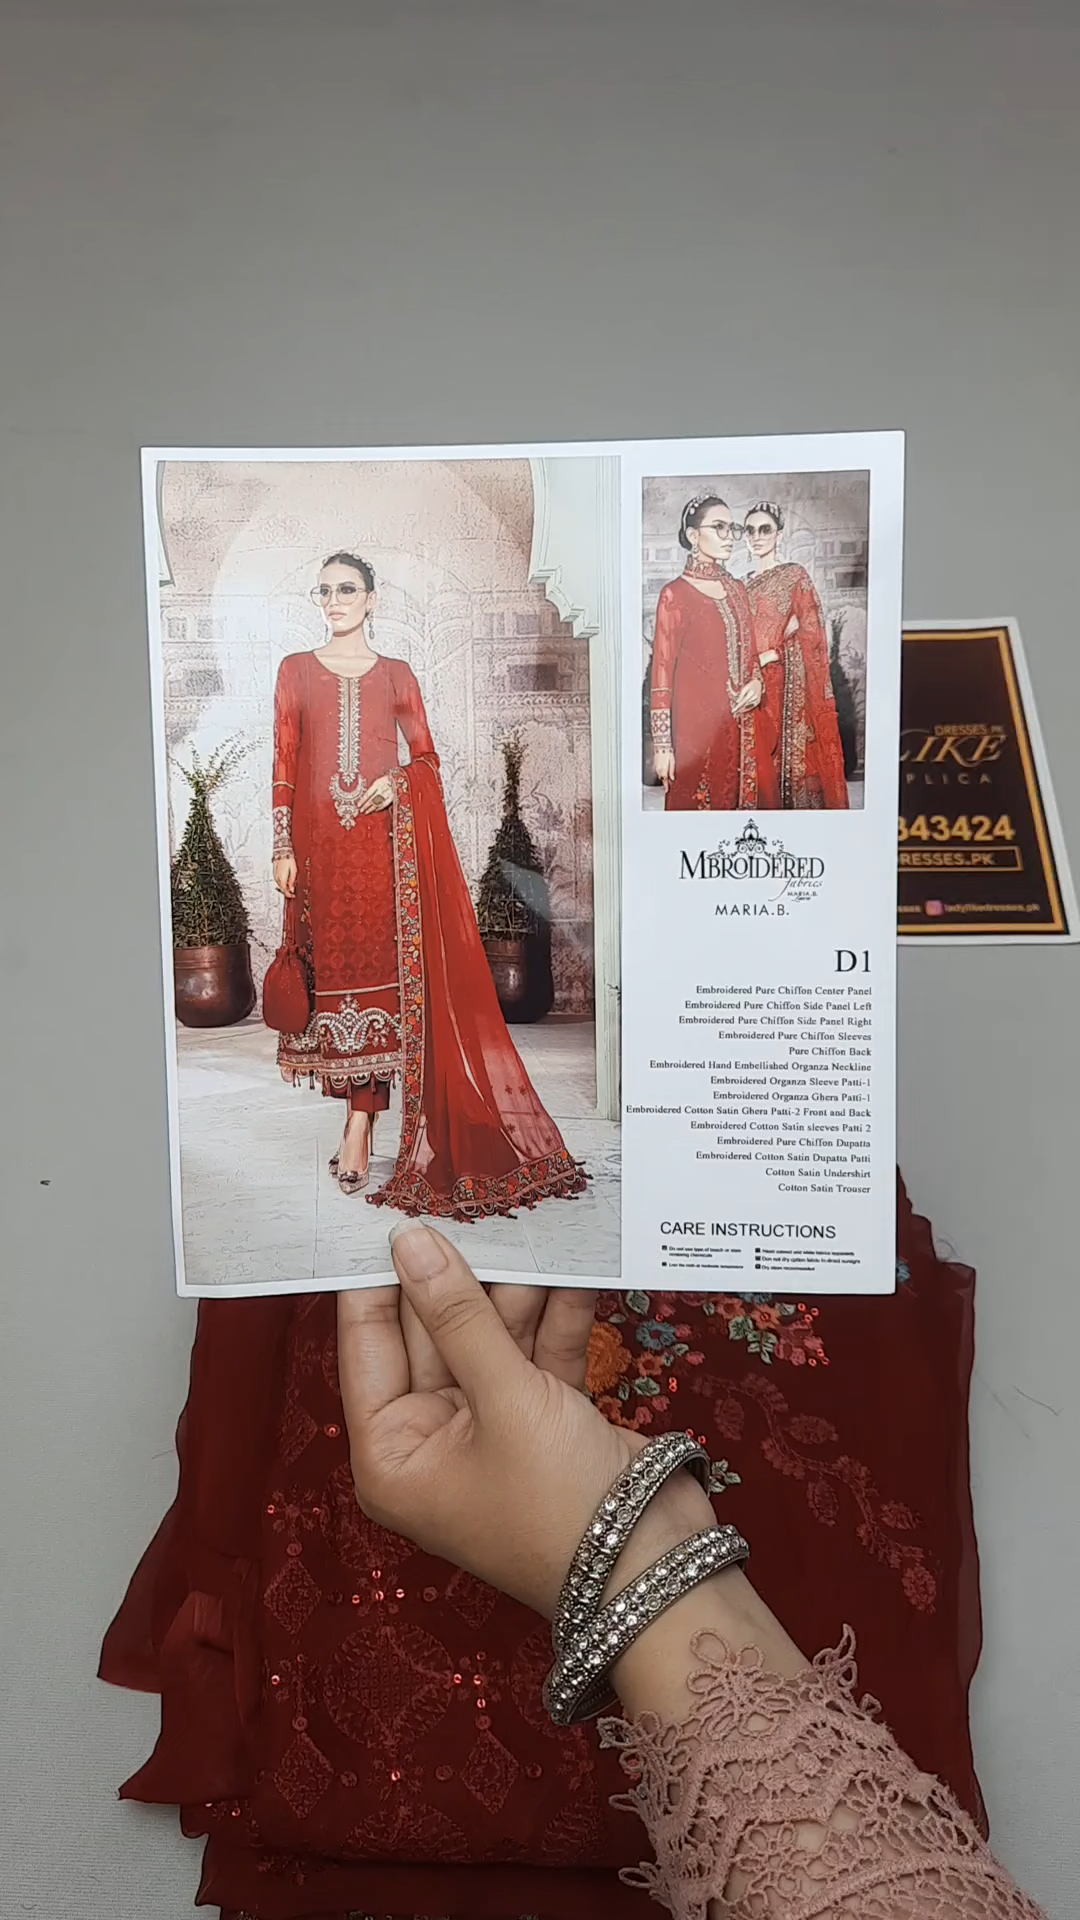 MBROIDERED
fabrics
MARIA.B.
MARIA.B.
D1
Embroidered Pure Chiffon Center Panel
Embroidered Pure Chiffon Side Panel Left
Embroidered Pure Chiffon Side Panel Right
Embroidered Pure Chiffon Sleeves
Pure Chiffon Back
Embroidered Hand Embellished Organza Neckline
Embroidered Organza Sleeve Patti-1
Embroidered Organza Ghera Patti-1
Embroidered Cotton Satin Ghera Patti-2 Front and Back
Embroidered Cotton Satin sleeves Patti 2
Embroidered Pure Chiffon Dupatta
Embroidered Cotton Satin Dupatta Patti
Cotton Satin Undershirt
Cotton Satin Trouser
CARE INSTRUCTIONS
DRESSES.PK
LIKE
PLICA
343424
RESSES.PK
ladylikedresses.pk